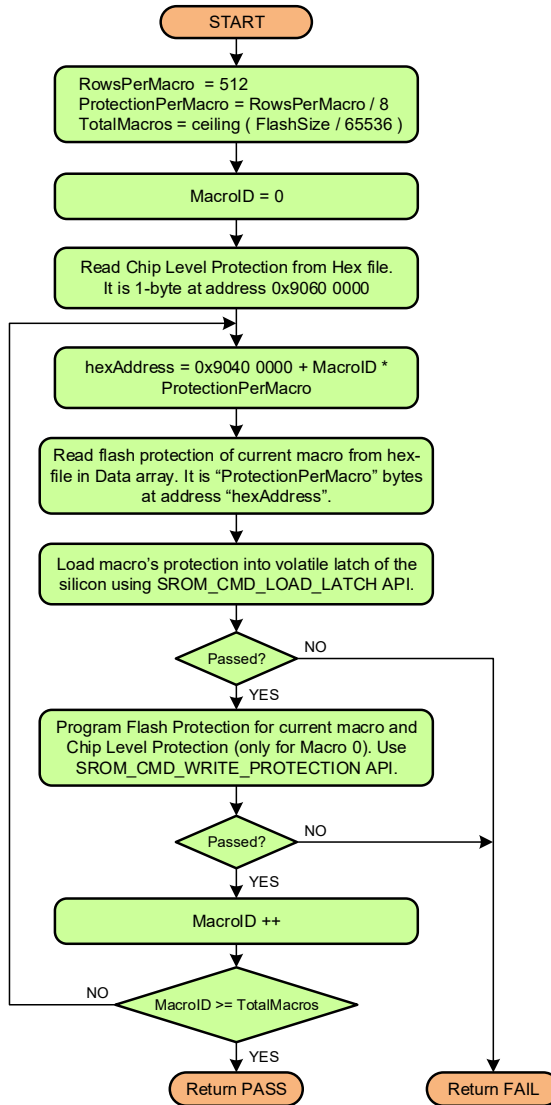 START
RowsPerMacro = 512
ProtectionPerMacro = RowsPerMacro / 8
TotalMacros = ceiling ( FlashSize / 65536 )
MacroID = 0
Read Chip Level Protection from Hex file.
It is 1-byte at address 0x9060 0000
hexAddress = 0x9040 0000 + MacroID *
ProtectionPerMacro
Read flash protection of current macro from hex-
file in Data array. It is “ProtectionPerMacro” bytes
at address “hexAddress”.
Load macro’s protection into volatile latch of the
silicon using SROM_CMD_LOAD_LATCH API.
Passed?
NO
YES
Program Flash Protection for current macro and
Chip Level Protection (only for Macro 0). Use
SROM_CMD_WRITE_PROTECTION API.
Passed?
NO
YES
MacroID ++
NO
MacroID >= TotalMacros
YES
Return PASS
Return FAIL